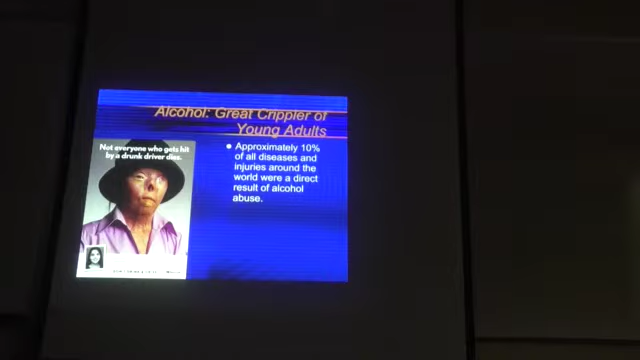 Alcohol: Great Crippler of
Young Adults
Not everyone who gets hit
by a drunk driver dies.
Approximately 10%
of all diseases and
injuries around the
world were a direct
result of alcohol
abuse.